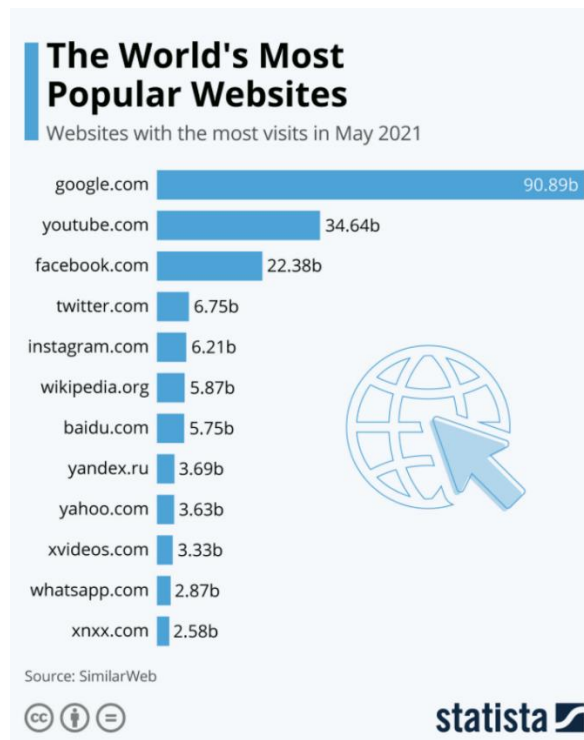 The World's Most
Popular Websites
Websites with the most visits in May 2021
google.com 90.89b
youtube.com 34.64b
facebook.com 22.38b
twitter.com 6.75b
instagram.com 6.21b
wikipedia.org 5.87b
baidu.com 5.75b
yandex.ru 3.69b
yahoo.com 3.63b
xvideos.com 3.33b
whatsapp.com 2.87b
xnxx.com 2.58b
Source: SimilarWeb
cc
statista